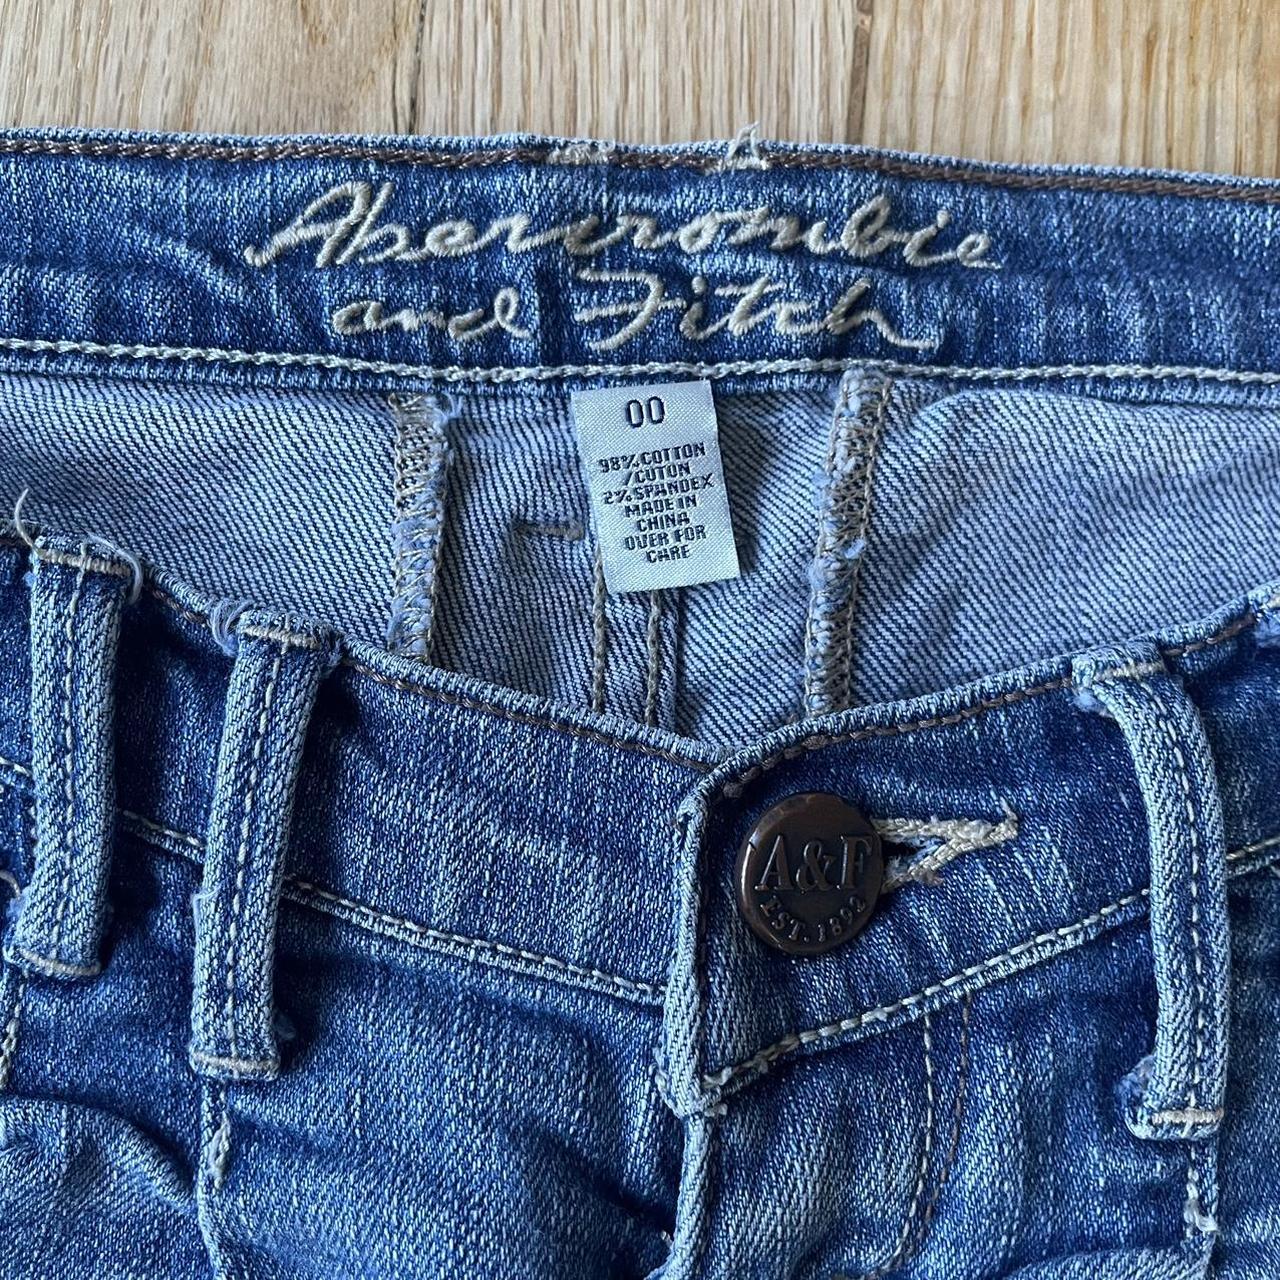 Abercrombie
and Fitch
00
98% COTTON
/COTON
2% SPANDEX
MADE IN
CHINA
OVER FOR
CARE
A&F
EST. 1892